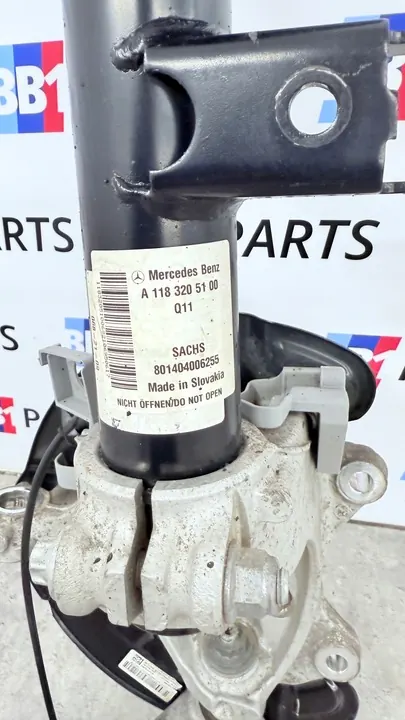 BB1
BB1
PARTS
Mercedes Benz
A 118 320 51 00
Q11
SACHS
801404006255
Made in Slovakia
NICHT ÖFFNEN/DO NOT OPEN